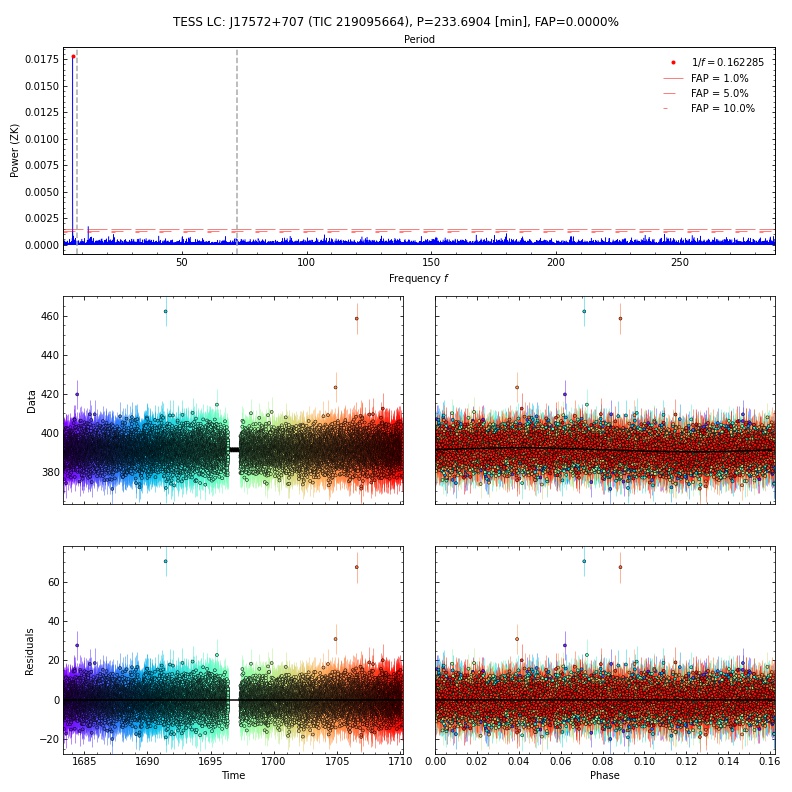 TESS LC: J17572+707 (TIC 219095664), P=233.6904 [min], FAP=0.0000%
Period
1/f = 0.162285
FAP = 1.0%
FAP = 5.0%
FAP = 10.0%
Power (ZK)
0.0175
0.0150
0.0125
0.0100
0.0075
0.0050
0.0025
0.0000
50 100 150 200 250
Frequency f
Data
460
440
420
400
380
Residuals
60
40
20
0
−20
1685 1690 1695 1700 1705 1710
Time
0.00 0.02 0.04 0.06 0.08 0.10 0.12 0.14 0.16
Phase